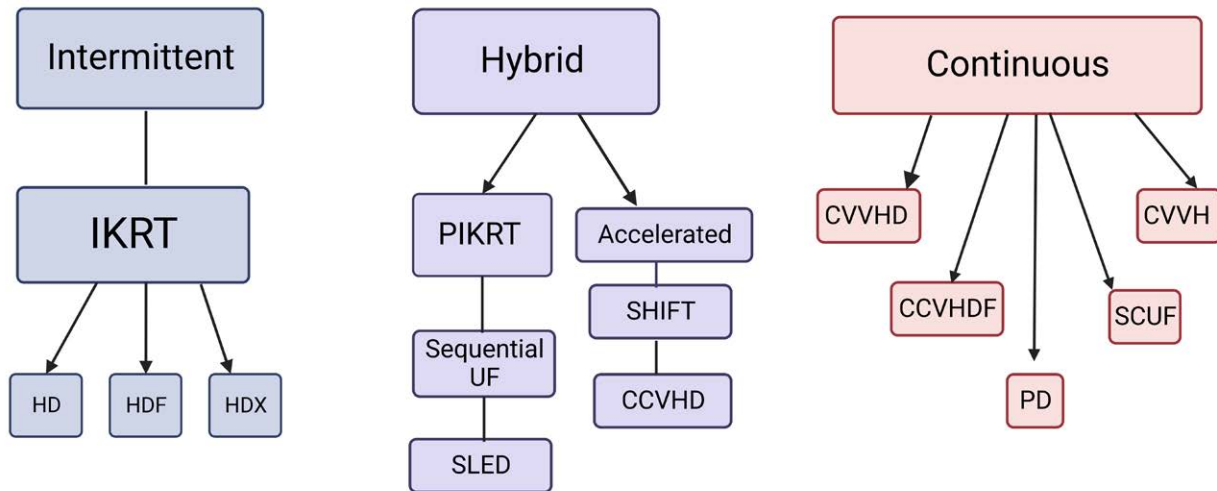 Intermittent
IKRT
HD
HDF
HDX
Hybrid
PIKRT
Sequential
UF
SLED
Accelerated
SHIFT
CCVHD
Continuous
CVVHD
CCVHDF
PD
SCUF
CVVH